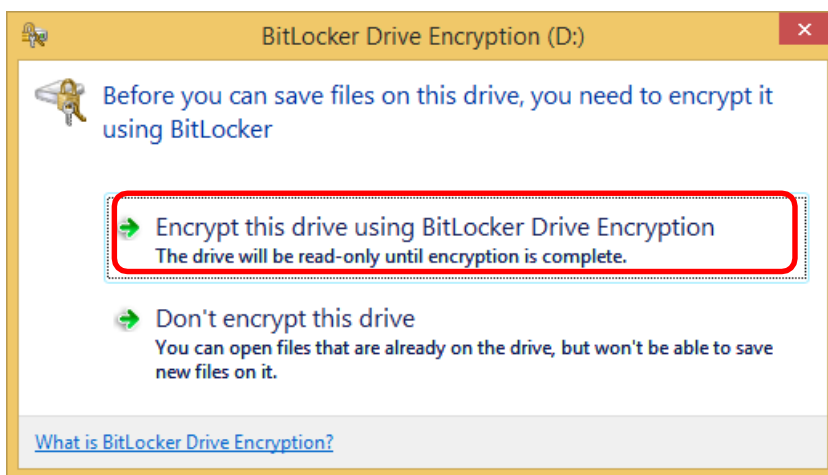 BitLocker Drive Encryption (D:)
Before you can save files on this drive, you need to encrypt it
using BitLocker
Encrypt this drive using BitLocker Drive Encryption
The drive will be read-only until encryption is complete.
Don't encrypt this drive
You can open files that are already on the drive, but won't be able to save
new files on it.
What is BitLocker Drive Encryption?